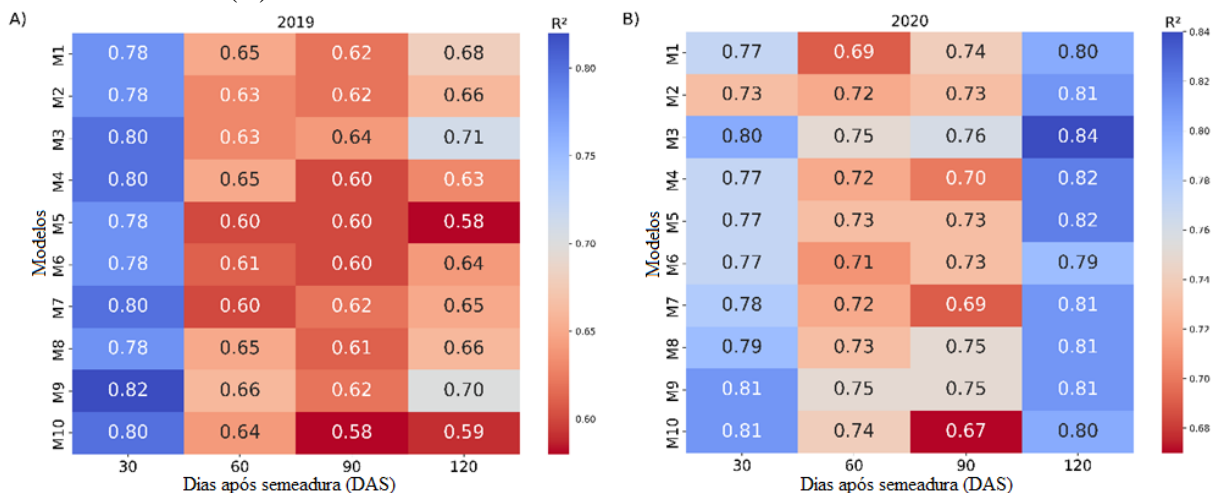 A) 2019 R²
M1 0.78 0.65 0.62 0.68
M2 0.78 0.63 0.62 0.66
M3 0.80 0.63 0.64 0.71
M4 0.80 0.65 0.60 0.63
M5 0.78 0.60 0.60 0.58
M6 0.78 0.61 0.60 0.64
M7 0.80 0.60 0.62 0.65
M8 0.78 0.65 0.61 0.66
M9 0.82 0.66 0.62 0.70
M10 0.80 0.64 0.58 0.59
30 60 90 120
Modelos
Dias após semeadura (DAS)
0.80
0.75
0.70
0.65
0.60
B) 2020 R²
M1 0.77 0.69 0.74 0.80
M2 0.73 0.72 0.73 0.81
M3 0.80 0.75 0.76 0.84
M4 0.77 0.72 0.70 0.82
M5 0.77 0.73 0.73 0.82
M6 0.77 0.71 0.73 0.79
M7 0.78 0.72 0.69 0.81
M8 0.79 0.73 0.75 0.81
M9 0.81 0.75 0.75 0.81
M10 0.81 0.74 0.67 0.80
30 60 90 120
Modelos
Dias após semeadura (DAS)
0.84
0.82
0.80
0.78
0.76
0.74
0.72
0.70
0.68